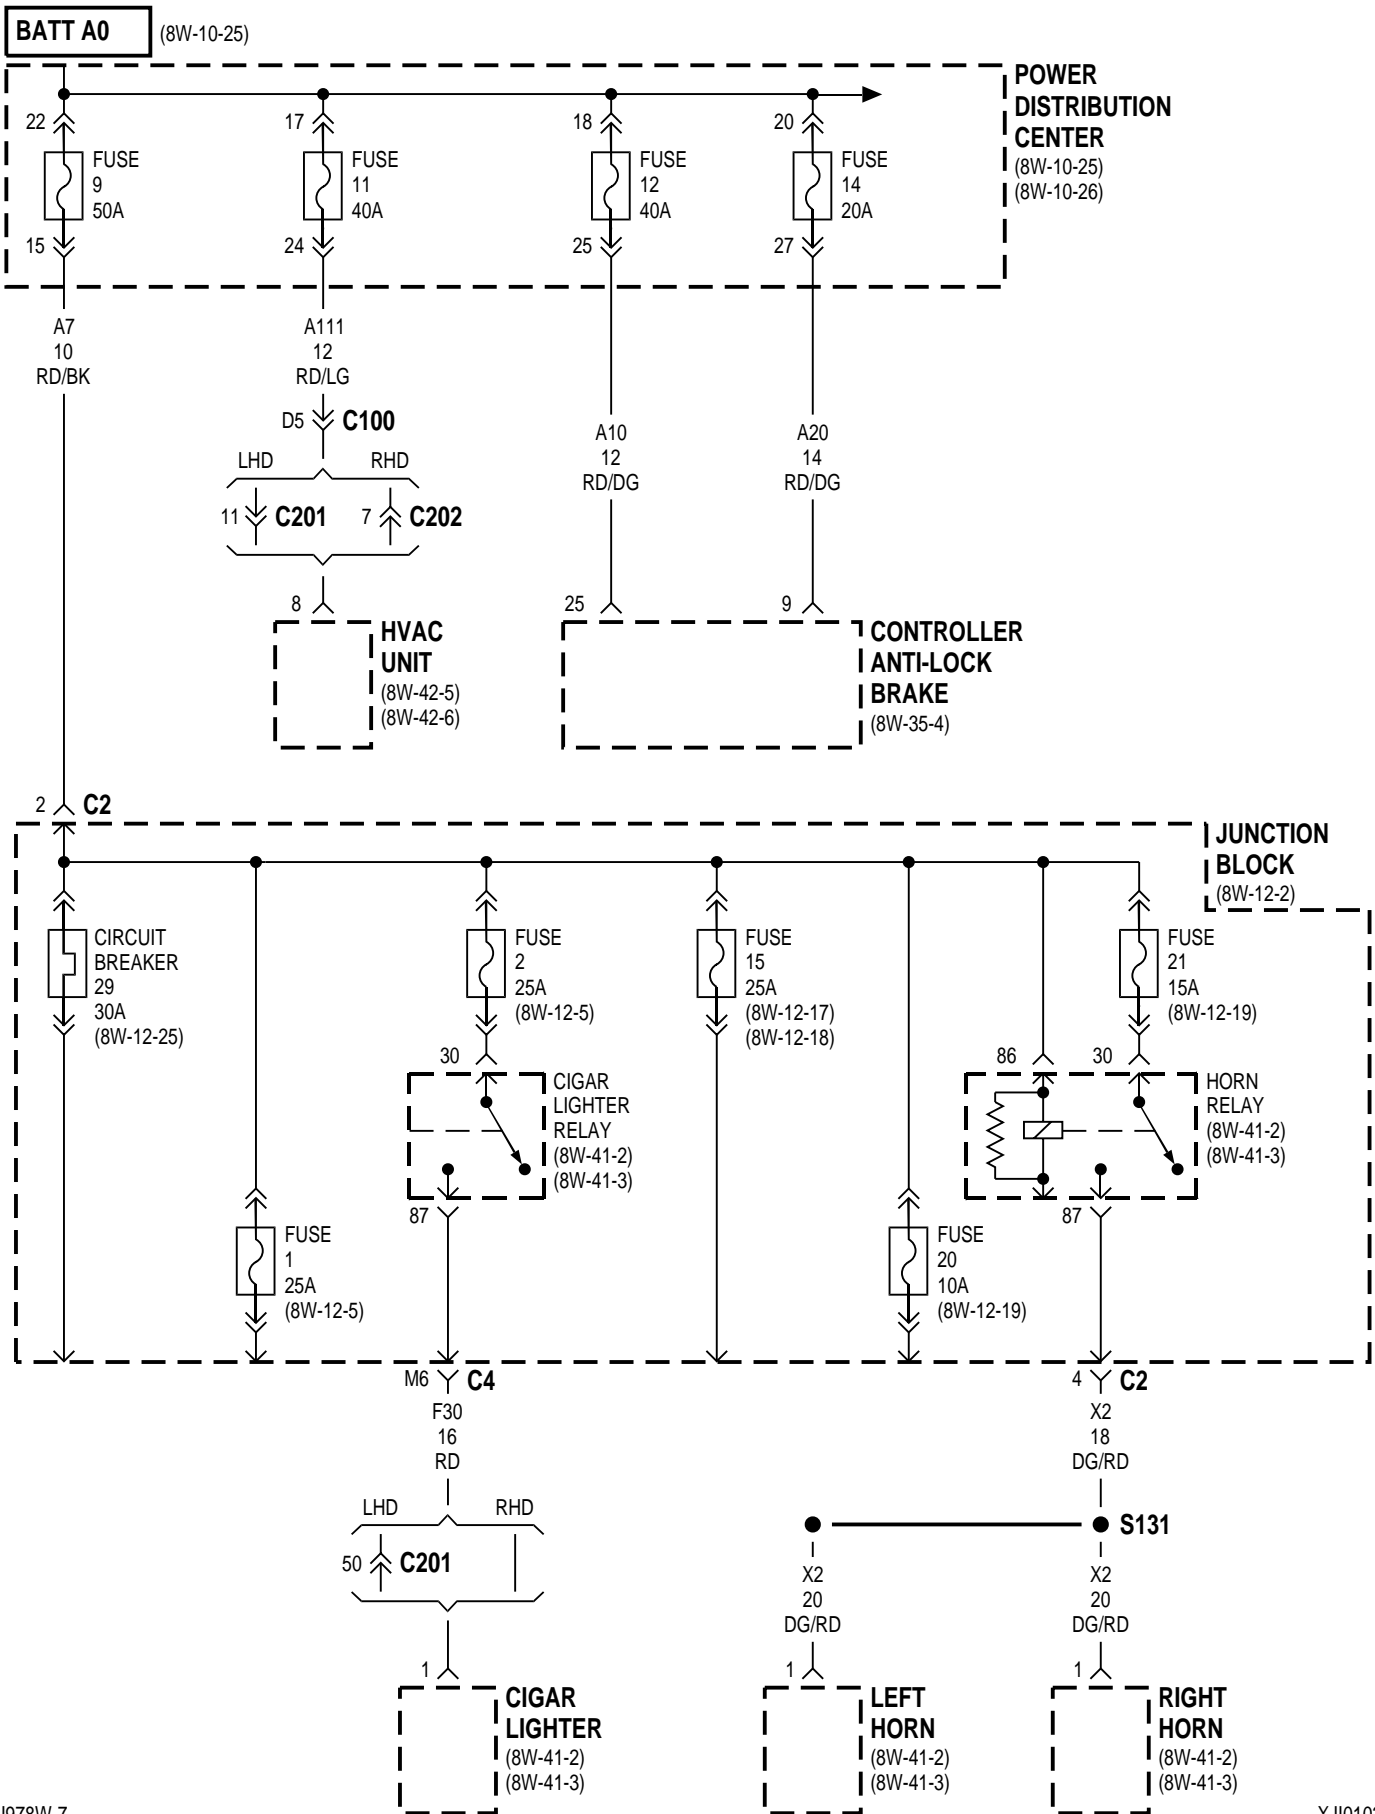 BATT A0
(8W-10-25)
POWER
DISTRIBUTION
CENTER
(8W-10-25)
(8W-10-26)
22
17
18
20
FUSE
9
50A
FUSE
11
40A
FUSE
12
40A
FUSE
14
20A
15
24
25
27
A7
10
RD/BK
A111
12
RD/LG
D5
C100
LHD
RHD
11
C201
7
C202
A10
12
RD/DG
A20
14
RD/DG
8
25
9
HVAC
UNIT
(8W-42-5)
(8W-42-6)
CONTROLLER
ANTI-LOCK
BRAKE
(8W-35-4)
2
C2
JUNCTION
BLOCK
(8W-12-2)
CIRCUIT
BREAKER
29
30A
(8W-12-25)
FUSE
2
25A
(8W-12-5)
FUSE
15
25A
(8W-12-17)
(8W-12-18)
FUSE
21
15A
(8W-12-19)
30
86
30
CIGAR
LIGHTER
RELAY
(8W-41-2)
(8W-41-3)
HORN
RELAY
(8W-41-2)
(8W-41-3)
87
87
FUSE
1
25A
(8W-12-5)
FUSE
20
10A
(8W-12-19)
M6
C4
4
C2
F30
16
RD
X2
18
DG/RD
LHD
RHD
50
C201
S131
X2
20
DG/RD
X2
20
DG/RD
1
1
1
CIGAR
LIGHTER
(8W-41-2)
(8W-41-3)
LEFT
HORN
(8W-41-2)
(8W-41-3)
RIGHT
HORN
(8W-41-2)
(8W-41-3)